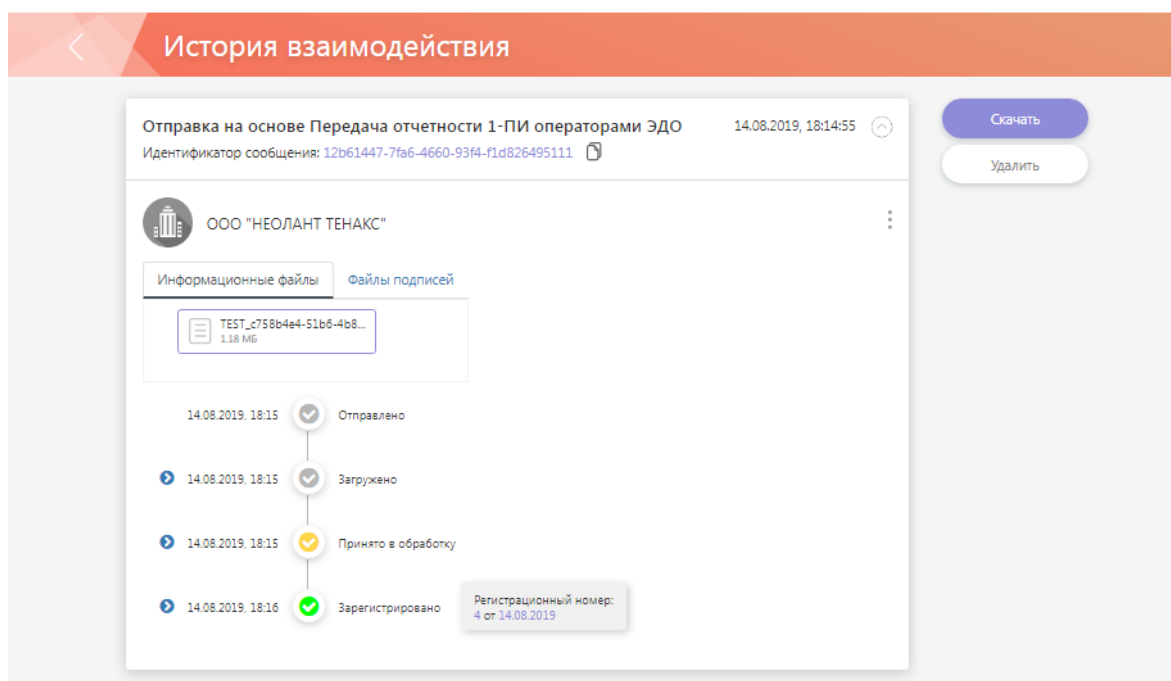 История взаимодействия
Отправка на основе Передача отчетности 1-ПИ операторами ЭДО
14.08.2019, 18:14:55
Идентификатор сообщения: 12b61447-7fa6-4660-93f4-f1d826495111
Скачать
Удалить
ООО "НЕОЛАНТ ТЕНАКС"
Информационные файлы
Файлы подписей
TEST_c758b4e4-51b6-4b8...
1.18 МБ
14.08.2019, 18:15 Отправлено
14.08.2019, 18:15 Загружено
14.08.2019, 18:15 Принято в обработку
14.08.2019, 18:16 Зарегистрировано
Регистрационный номер:
4 от 14.08.2019